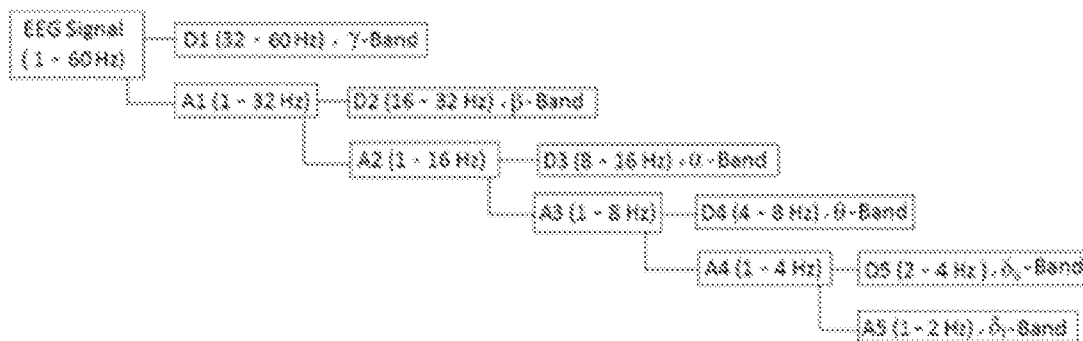 EEG Signal
(1 - 60 Hz)
D1 (32 - 60 Hz), γ-Band
A1 (1 - 32 Hz)
D2 (16 - 32 Hz), β-Band
A2 (1 - 16 Hz)
D3 (8 - 16 Hz), α-Band
A3 (1 - 8 Hz)
D4 (4 - 8 Hz), θ-Band
A4 (1 - 4 Hz)
D5 (2 - 4 Hz), -Band
A5 (1 - 2 Hz), -Band